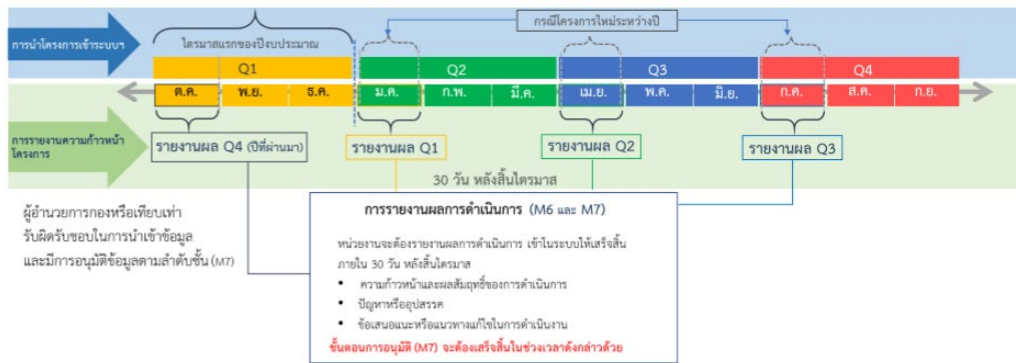 กรณีโครงการใหม่ระหว่างปี
การนำโครงการเข้าระบบฯ
ไตรมาสแรกของปีงบประมาณ
Q1 Q2 Q3 Q4
ต.ค. พ.ย. ธ.ค. ม.ค. ก.พ. มี.ค. เม.ย. พ.ค. มิ.ย. ก.ค. ส.ค. ก.ย.
การรายงานความก้าวหน้า
โครงการ
รายงานผล Q4 (ปีที่ผ่านมา) รายงานผล Q1 รายงานผล Q2 รายงานผล Q3
30 วัน หลังสิ้นไตรมาส
ผู้อำนวยการกองหรือเทียบเท่า
รับผิดรับชอบในการนำเข้าข้อมูล
และมีการอนุมัติข้อมูลตามลำดับชั้น (M7)
การรายงานผลการดำเนินการ (M6 และ M7)
หน่วยงานจะต้องรายงานผลการดำเนินการ เข้าในระบบให้เสร็จสิ้น
ภายใน 30 วัน หลังสิ้นไตรมาส
• ความก้าวหน้าและผลสัมฤทธิ์ของการดำเนินการ
• ปัญหาหรืออุปสรรค
• ข้อเสนอแนะหรือแนวทางแก้ไขในการดำเนินงาน
ขั้นตอนการอนุมัติ (M7) จะต้องเสร็จสิ้นในช่วงเวลาดังกล่าวด้วย